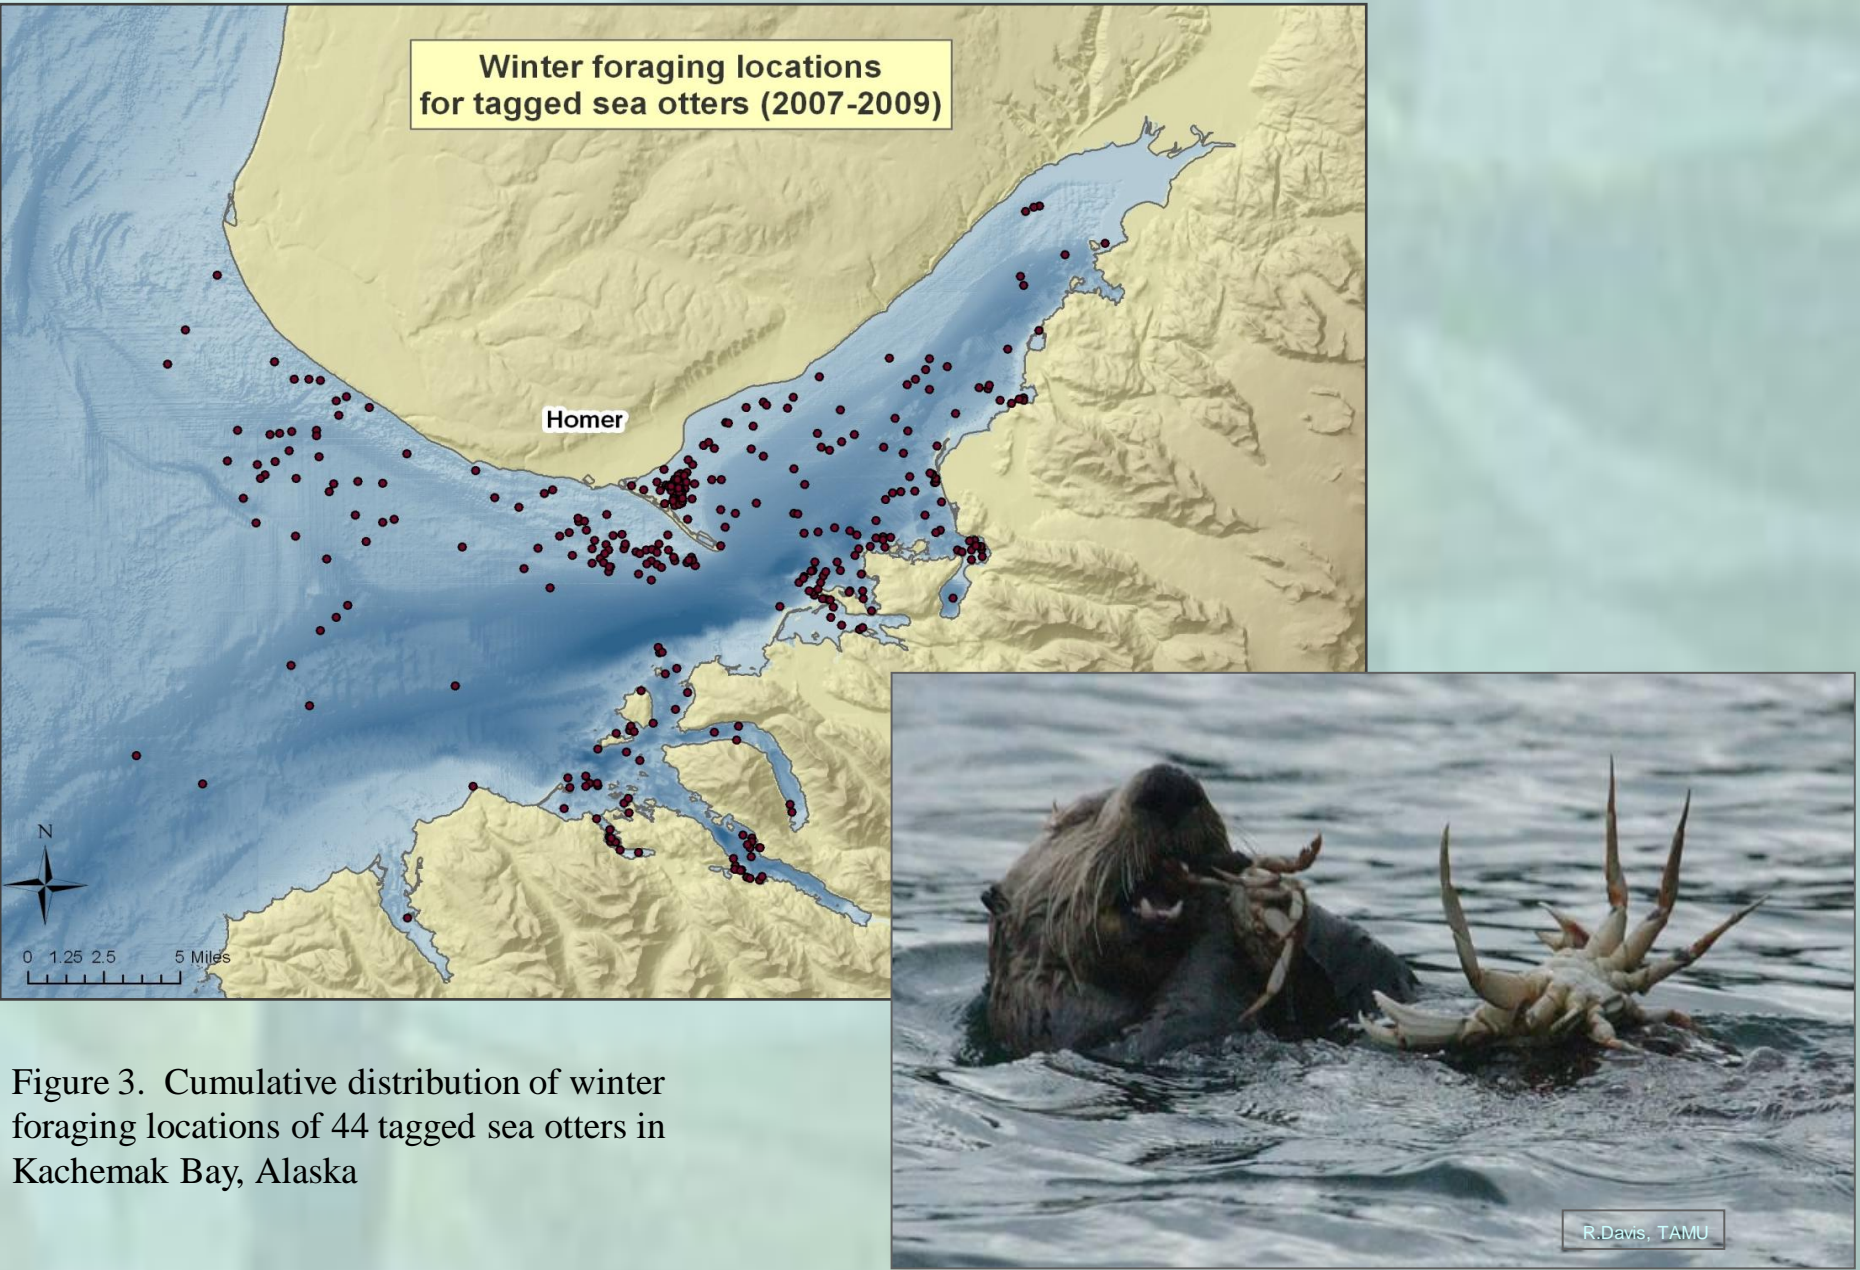 Winter foraging locations
for tagged sea otters (2007-2009)
Homer
N
0 1.25 2.5 5 Miles
Figure 3. Cumulative distribution of winter
foraging locations of 44 tagged sea otters in
Kachemak Bay, Alaska
R.Davis, TAMU